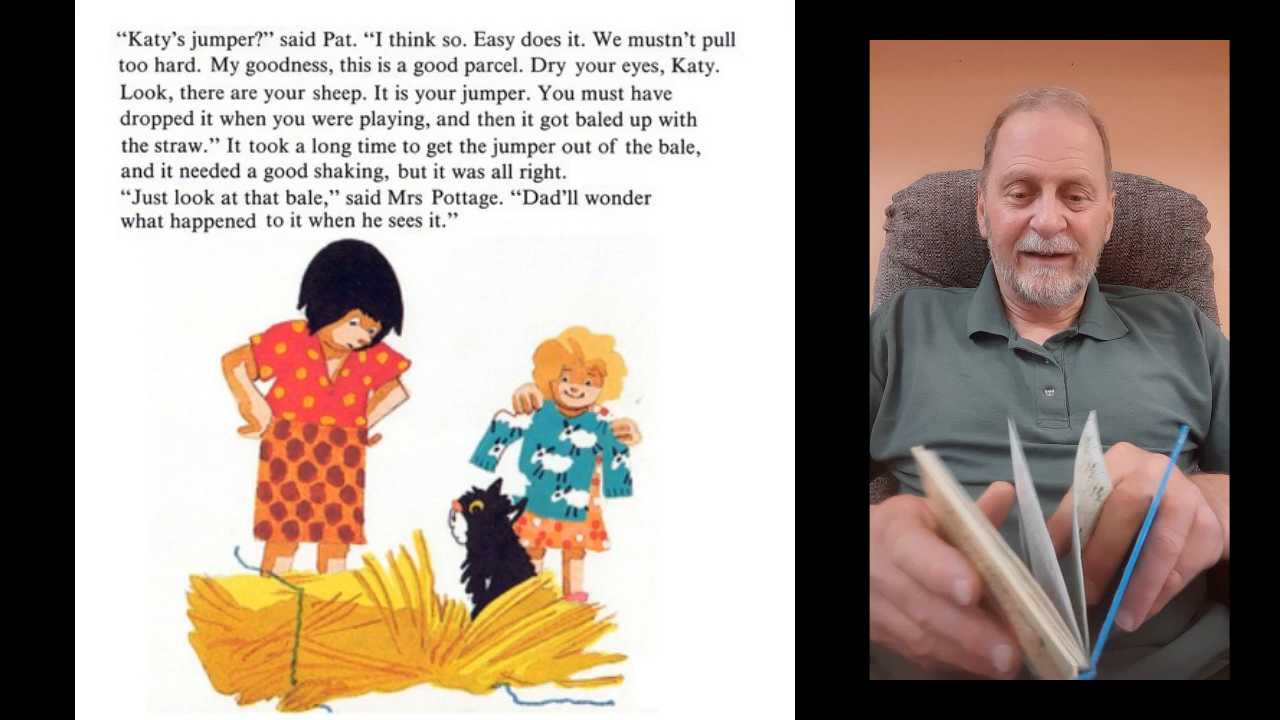 “Katy’s jumper?” said Pat. “I think so. Easy does it. We mustn’t pull
too hard. My goodness, this is a good parcel. Dry your eyes, Katy.
Look, there are your sheep. It is your jumper. You must have
dropped it when you were playing, and then it got baled up with
the straw.” It took a long time to get the jumper out of the bale,
and it needed a good shaking, but it was all right.
“Just look at that bale,” said Mrs Pottage. “Dad’ll wonder
what happened to it when he sees it.”